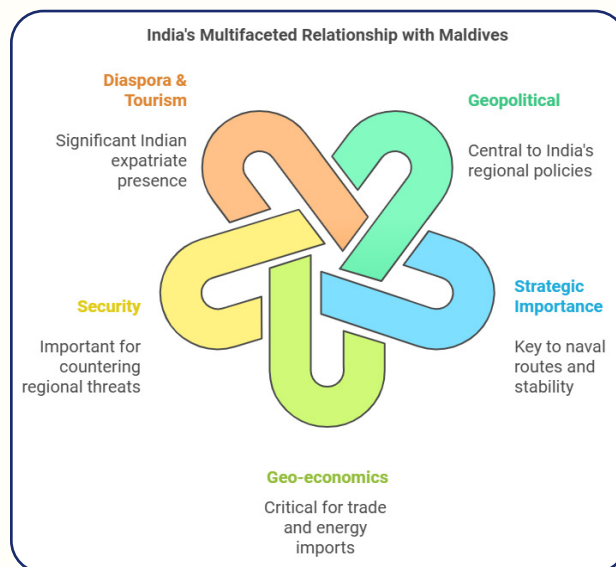 India's Multifaceted Relationship with Maldives
Diaspora &
Tourism
Significant Indian
expatriate
presence
Geopolitical
Central to India's
regional policies
Security
Important for
countering
regional threats
Strategic
Importance
Key to naval
routes and
stability
Geo-economics
Critical for trade
and energy
imports